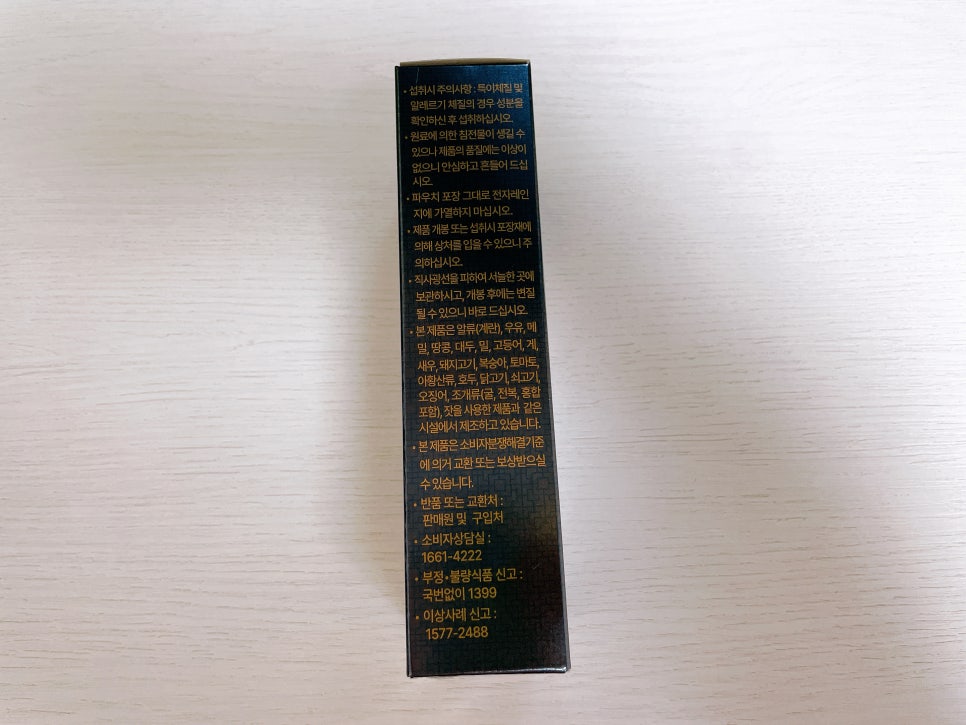 • 섭취시 주의사항 : 특이체질 및
알레르기 체질의 경우 성분을
확인하신 후 섭취하십시오.
• 원료에 의한 침전물이 생길 수
있으나 제품의 품질에는 이상이
없으니 안심하고 흔들어 드십
시오.
• 파우치 포장 그대로 전자레인
지에 가열하지 마십시오.
• 제품 개봉 또는 섭취시 포장재에
의해 상처를 입을 수 있으니 주
의하십시오.
• 직사광선을 피하여 서늘한 곳에
보관하시고, 개봉 후에는 변질
될 수 있으니 바로 드십시오.
• 본 제품은 알류(계란), 우유, 메
밀, 땅콩, 대두, 밀, 고등어, 게,
새우, 돼지고기, 복숭아, 토마토,
아황산류, 호두, 닭고기, 쇠고기,
오징어, 조개류(굴, 전복, 홍합
포함), 잣을 사용한 제품과 같은
시설에서 제조하고 있습니다.
• 본 제품은 소비자분쟁해결기준
에 의거 교환 또는 보상받으실
수 있습니다.
• 반품 또는 교환처 :
판매원 및 구입처
• 소비자상담실 :
1661-4222
• 부정•불량식품 신고 :
국번없이 1399
• 이상사례 신고 :
1577-2488